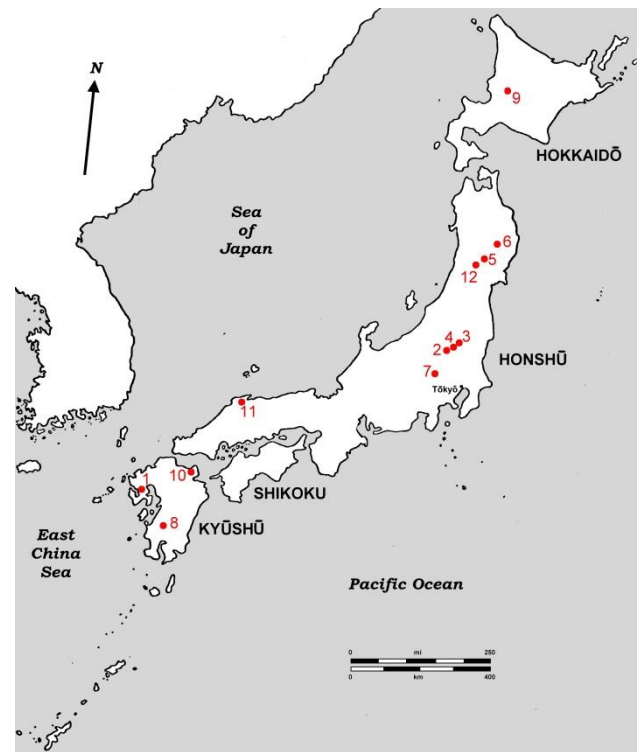 N
9
HOKKAIDŌ
Sea
of
Japan
6
5
12
4
3
2
HONSHŪ
7
Tōkyō
11
1
10
SHIKOKU
8
KYŪSHŪ
East
China
Sea
Pacific Ocean
0 mi 250
0 km 400